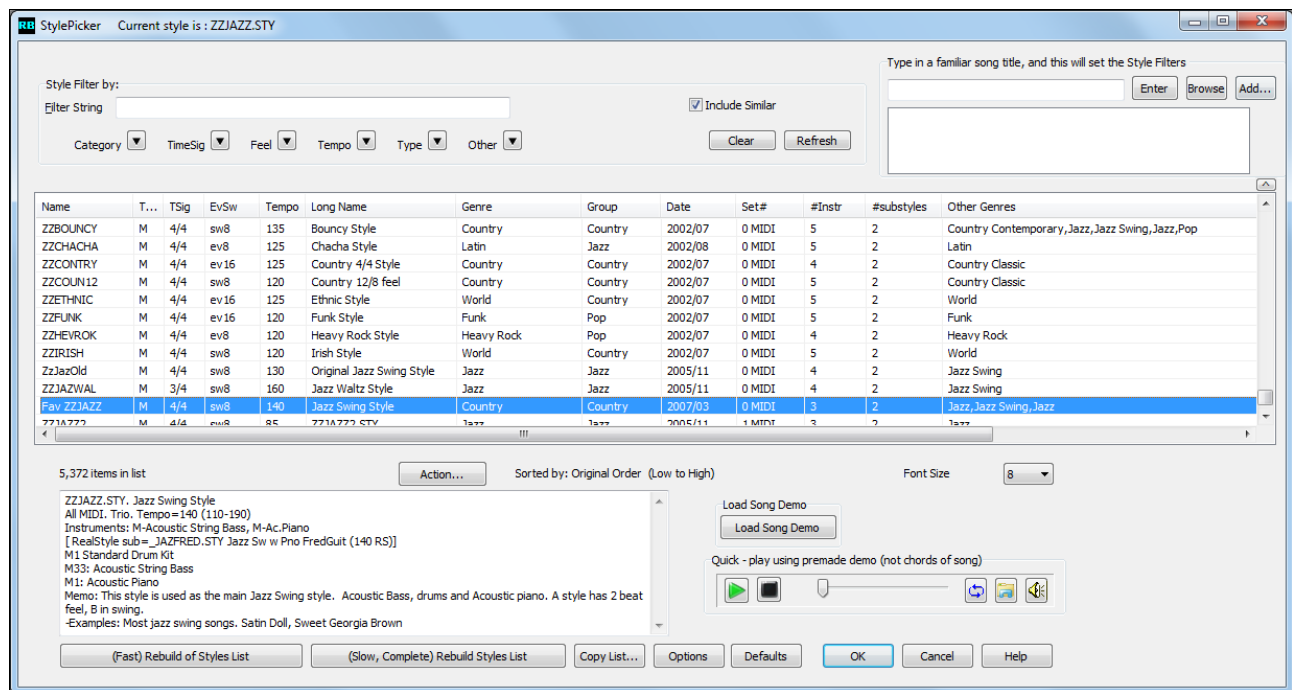 RB StylePicker Current style is : ZZJAZZ.STY
Type in a familiar song title, and this will set the Style Filters
Enter Browse Add...
Style Filter by:
Filter String
Include Similar
Category TimeSig Feel Tempo Type Other Clear Refresh
Name T... TSig EvSw Tempo Long Name Genre Group Date Set# #Instr #substyles Other Genres
ZZBOUNCY M 4/4 sw8 135 Bouncy Style Country Country 2002/07 0 MIDI 5 2 Country Contemporary,Jazz,Jazz Swing,Jazz,Pop
ZZCHACHA M 4/4 ev8 125 Chacha Style Latin Jazz 2002/08 0 MIDI 5 2 Latin
ZZCONTRY M 4/4 ev16 125 Country 4/4 Style Country Country 2002/07 0 MIDI 4 2 Country Classic
ZZCOUN12 M 4/4 sw8 120 Country 12/8 feel Country Country 2002/07 0 MIDI 5 2 Country Classic
ZZETHNIC M 4/4 ev16 125 Ethnic Style World Country 2002/07 0 MIDI 5 2 World
ZZFUNK M 4/4 ev16 120 Funk Style Funk Pop 2002/07 0 MIDI 5 2 Funk
ZZHEVROK M 4/4 ev8 120 Heavy Rock Style Heavy Rock Pop 2002/07 0 MIDI 4 2 Heavy Rock
ZZIRISH M 4/4 sw8 120 Irish Style World Country 2002/07 0 MIDI 5 2 World
ZzJazOld M 4/4 sw8 130 Original Jazz Swing Style Jazz Jazz 2005/11 0 MIDI 4 2 Jazz Swing
ZZJAZWAL M 3/4 sw8 160 Jazz Waltz Style Jazz Jazz 2005/11 0 MIDI 4 2 Jazz Swing
Fav ZZJAZZ M 4/4 sw8 140 Jazz Swing Style Country Country 2007/03 0 MIDI 3 2 Jazz,Jazz Swing,Jazz
ZZJAZZ2 M 4/4 sw8 85 ZZJAZZ2.STY Jazz Jazz 2005/11 1 MIDI 3 2 Jazz
5,372 items in list Action... Sorted by: Original Order (Low to High) Font Size 8
ZZJAZZ.STY. Jazz Swing Style
All MIDI. Trio. Tempo=140 (110-190)
Instruments: M-Acoustic String Bass, M-Ac.Piano
[ RealStyle sub=_JAZFRED.STY Jazz Sw w Pno FredGuit (140 RS)]
M1 Standard Drum Kit
M33: Acoustic String Bass
M1: Acoustic Piano
Memo: This style is used as the main Jazz Swing style. Acoustic Bass, drums and Acoustic piano. A style has 2 beat
feel, B in swing.
-Examples: Most jazz swing songs. Satin Doll, Sweet Georgia Brown
Load Song Demo
Load Song Demo
Quick - play using premade demo (not chords of song)
(Fast) Rebuild of Styles List (Slow, Complete) Rebuild Styles List Copy List... Options Defaults OK Cancel Help